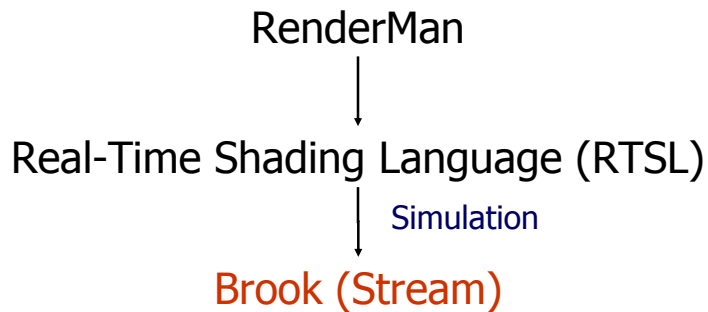 RenderMan
Real-Time Shading Language (RTSL)
Simulation
Brook (Stream)